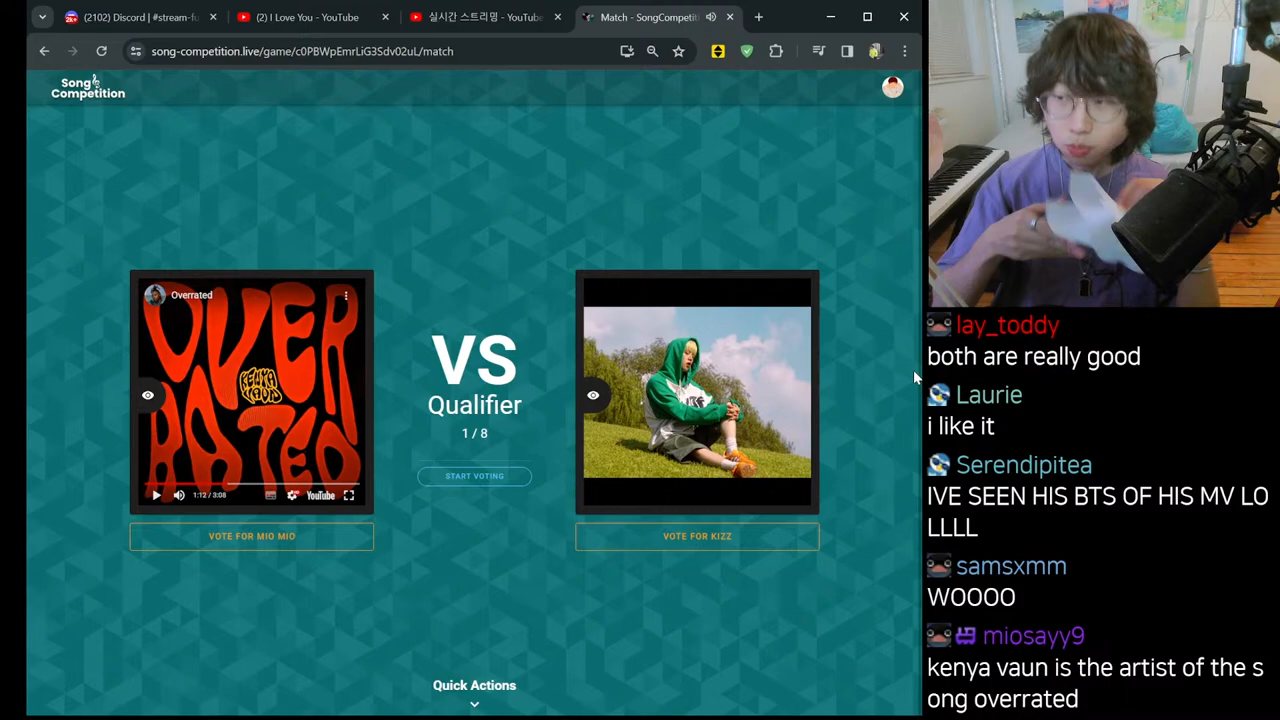 (2102) Discord | #stream-fu
(2) I Love You - YouTube
실시간 스트리밍 - YouTube
Match - SongCompetiti
song-competition.live/game/c0PBWpEmrLiG3Sdv02uL/match
Song
Competition
Overrated
OVER
RATED
KENYA
VAUN
1:12 / 3:08
YouTube
VOTE FOR MIO MIO
VS
Qualifier
1 / 8
START VOTING
VOTE FOR KIZZ
Quick Actions
lay_toddy
both are really good
Laurie
i like it
Serendipitea
IVE SEEN HIS BTS OF HIS MV LO
LLLL
samsxmm
WOOOO
miosayy9
kenya vaun is the artist of the s
ong overrated